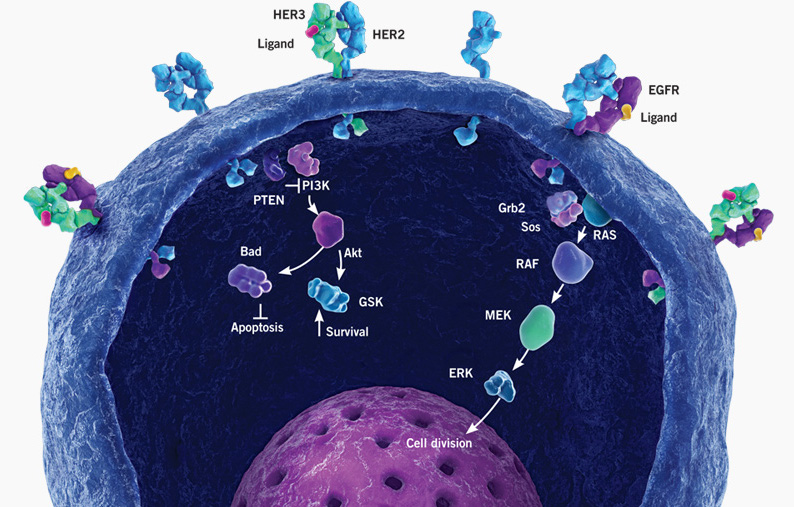 HER3
HER2
Ligand
EGFR
Ligand
PTEN
PI3K
Grb2
Sos
RAS
Bad
Akt
RAF
GSK
MEK
Apoptosis
Survival
ERK
Cell division